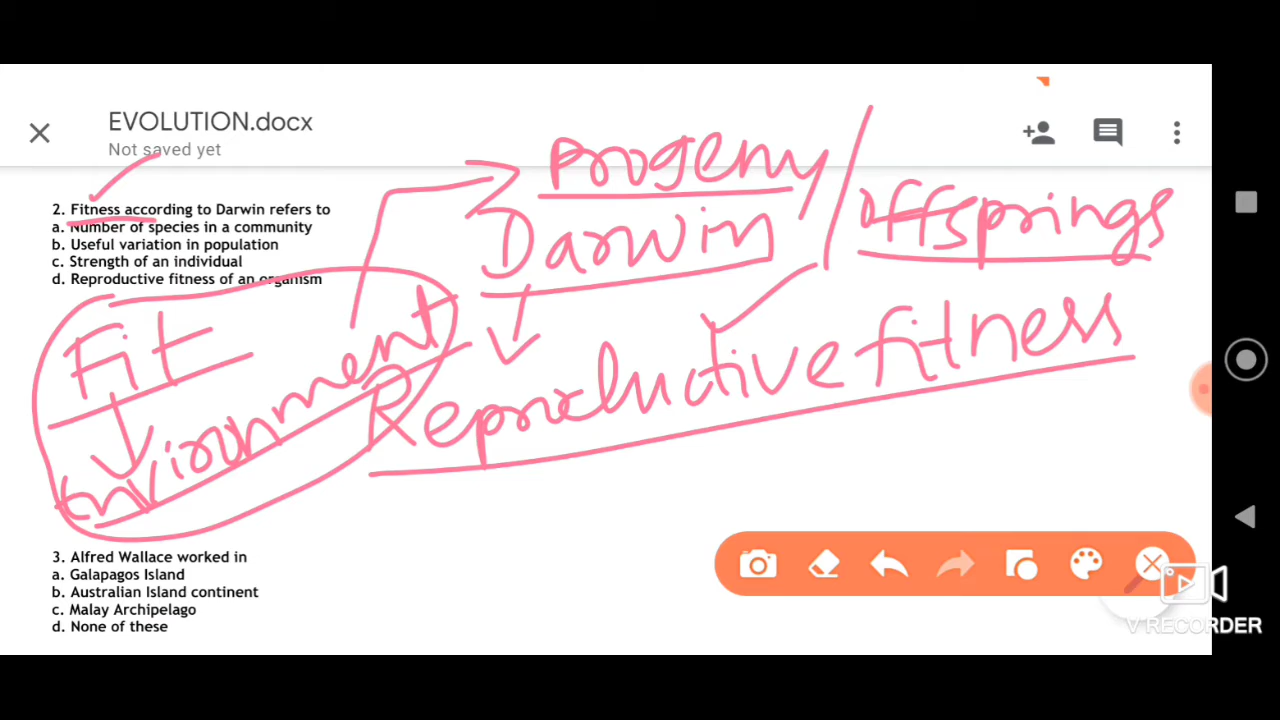 EVOLUTION.docx
Not saved yet
Progeny/
offsprings
Darwin
2. Fitness according to Darwin refers to
a. Number of species in a community
b. Useful variation in population
c. Strength of an individual
d. Reproductive fitness of an organism
Fit
Environment
Reproductive fitness
3. Alfred Wallace worked in
a. Galapagos Island
b. Australian Island continent
c. Malay Archipelago
d. None of these
V RECORDER